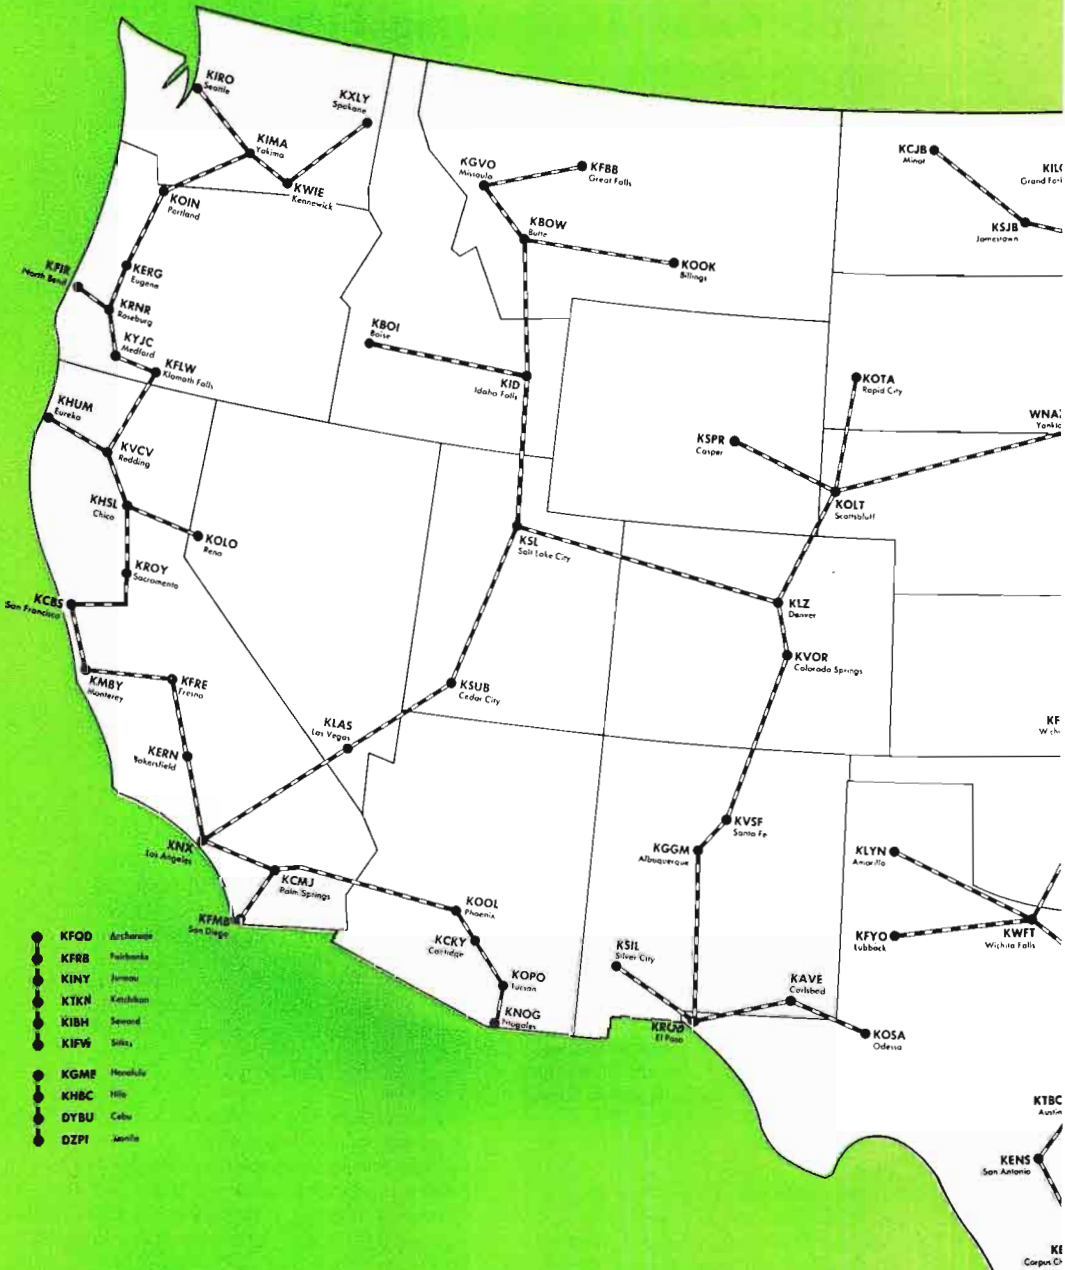 KIRO
Seattle
KXLY
Spokane
KIMA
Yakima
KWIE
Kennewick
KOIN
Portland
KGVO
Missoula
KFBB
Great Falls
KCJB
Minot
Grand
KSJB
Jamestown
KBOW
Butte
KOOK
Billings
KERG
Eugene
KFIR
North Bend
KRNR
Roseburg
KYJC
Medford
KFLW
Klamath Falls
KBOI
Boise
KID
Idaho Falls
KOTA
Rapid City
KHUM
Eureka
KVCV
Redding
KSPR
Casper
KOLT
Scottsbluff
KHSL
Chico
KOLO
Reno
KSL
Salt Lake City
KROY
Sacramento
KCBS
San Francisco
KLZ
Denver
KVOR
Colorado Springs
KMBY
Monterey
KFRE
Fresno
KSUB
Cedar City
KLAS
Las Vegas
KF
KERN
Bakersfield
KVSF
Santa Fe
KNX
Los Angeles
KGGM
Albuquerque
KLYN
Amarillo
KCMJ
Palm Springs
KFMB
San Diego
KOOL
Phoenix
KCKY
Coolidge
KSIL
Silver City
KFYO
Lubbock
KWFT
Wichita Falls
KOPO
Tucson
KAVE
Carlsbad
KNOG
Nogales
KROD
El Paso
KOSA
Odessa
KFQD Anchorage
KFRB Fairbanks
KINY Juneau
KTKN Ketchikan
KIBH Seward
KIFW Sitka
KGMB Honolulu
KHBC Hilo
DYBU Cebu
DZPI Manila
KTBC
Austin
KENS
San Antonio
Corpus